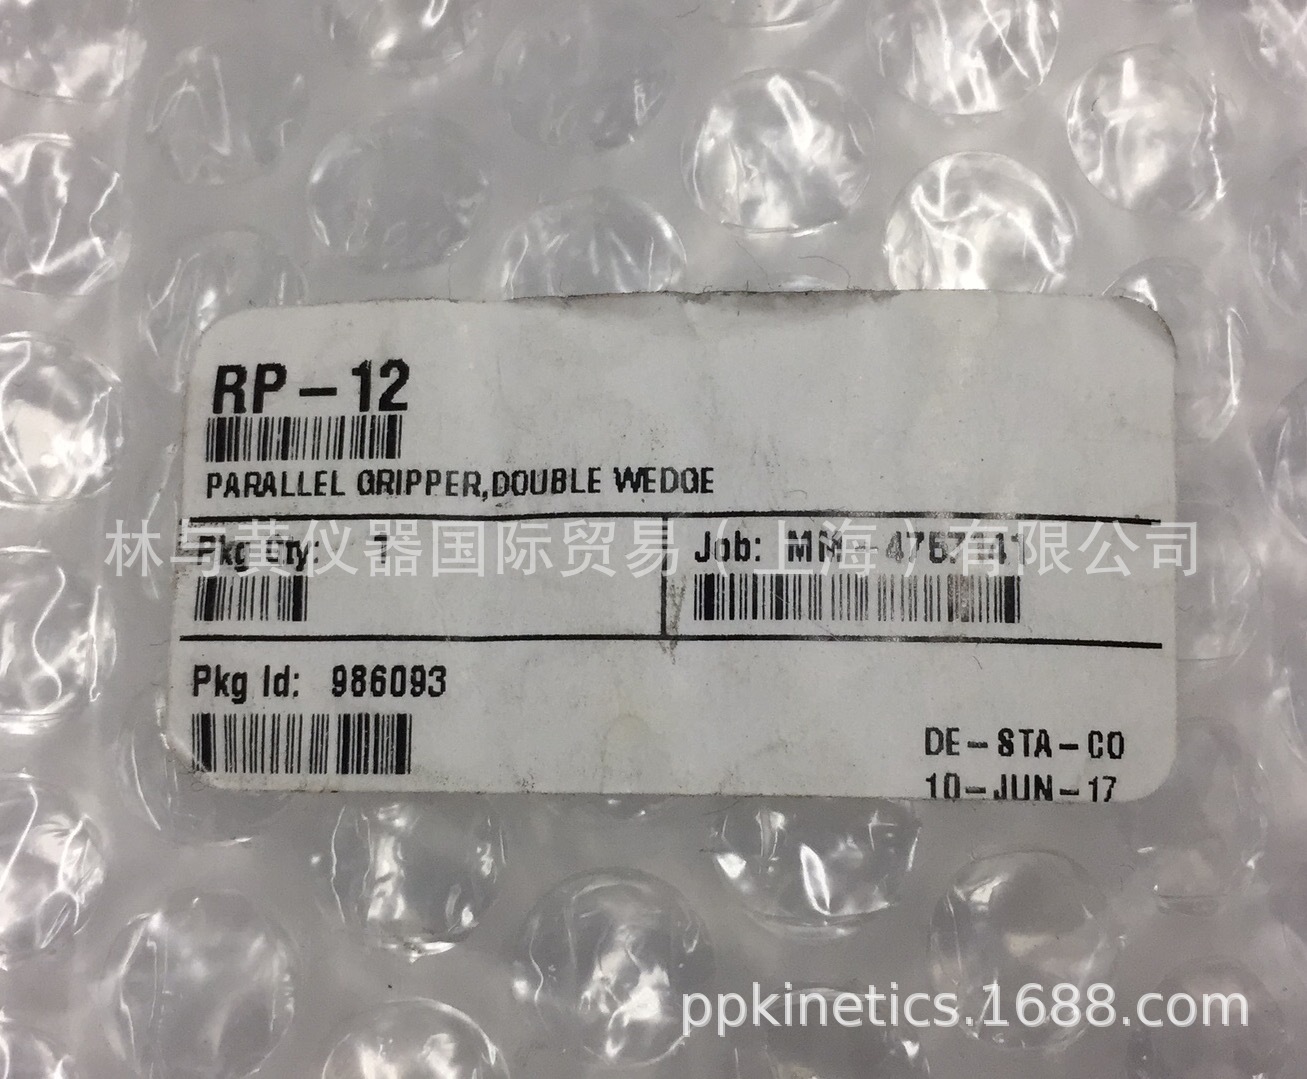 RP-12
PARALLEL GRIPPER,DOUBLE WEDGE
林与黄仪器国际贸易（上海）有限公司
Pkg Qty: 1
Job:
Pkg Id: 986093
DE-STA-CO
10-JUN-17
ppkinetics.1688.com